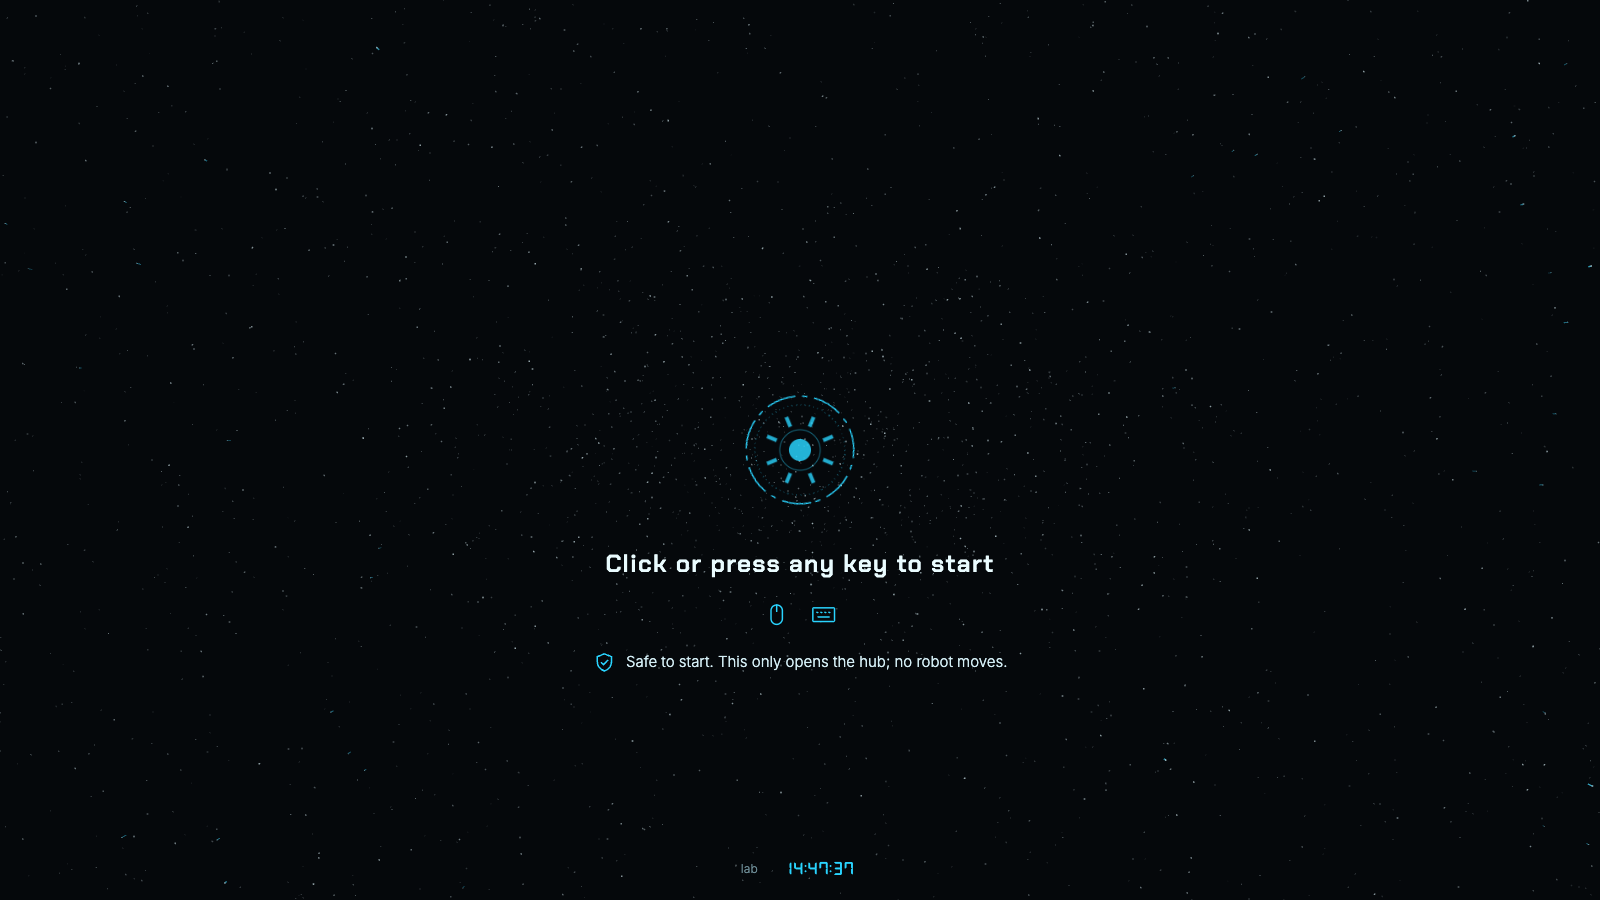 Click or press any key to start
Safe to start. This only opens the hub; no robot moves.
lab 14:47:37